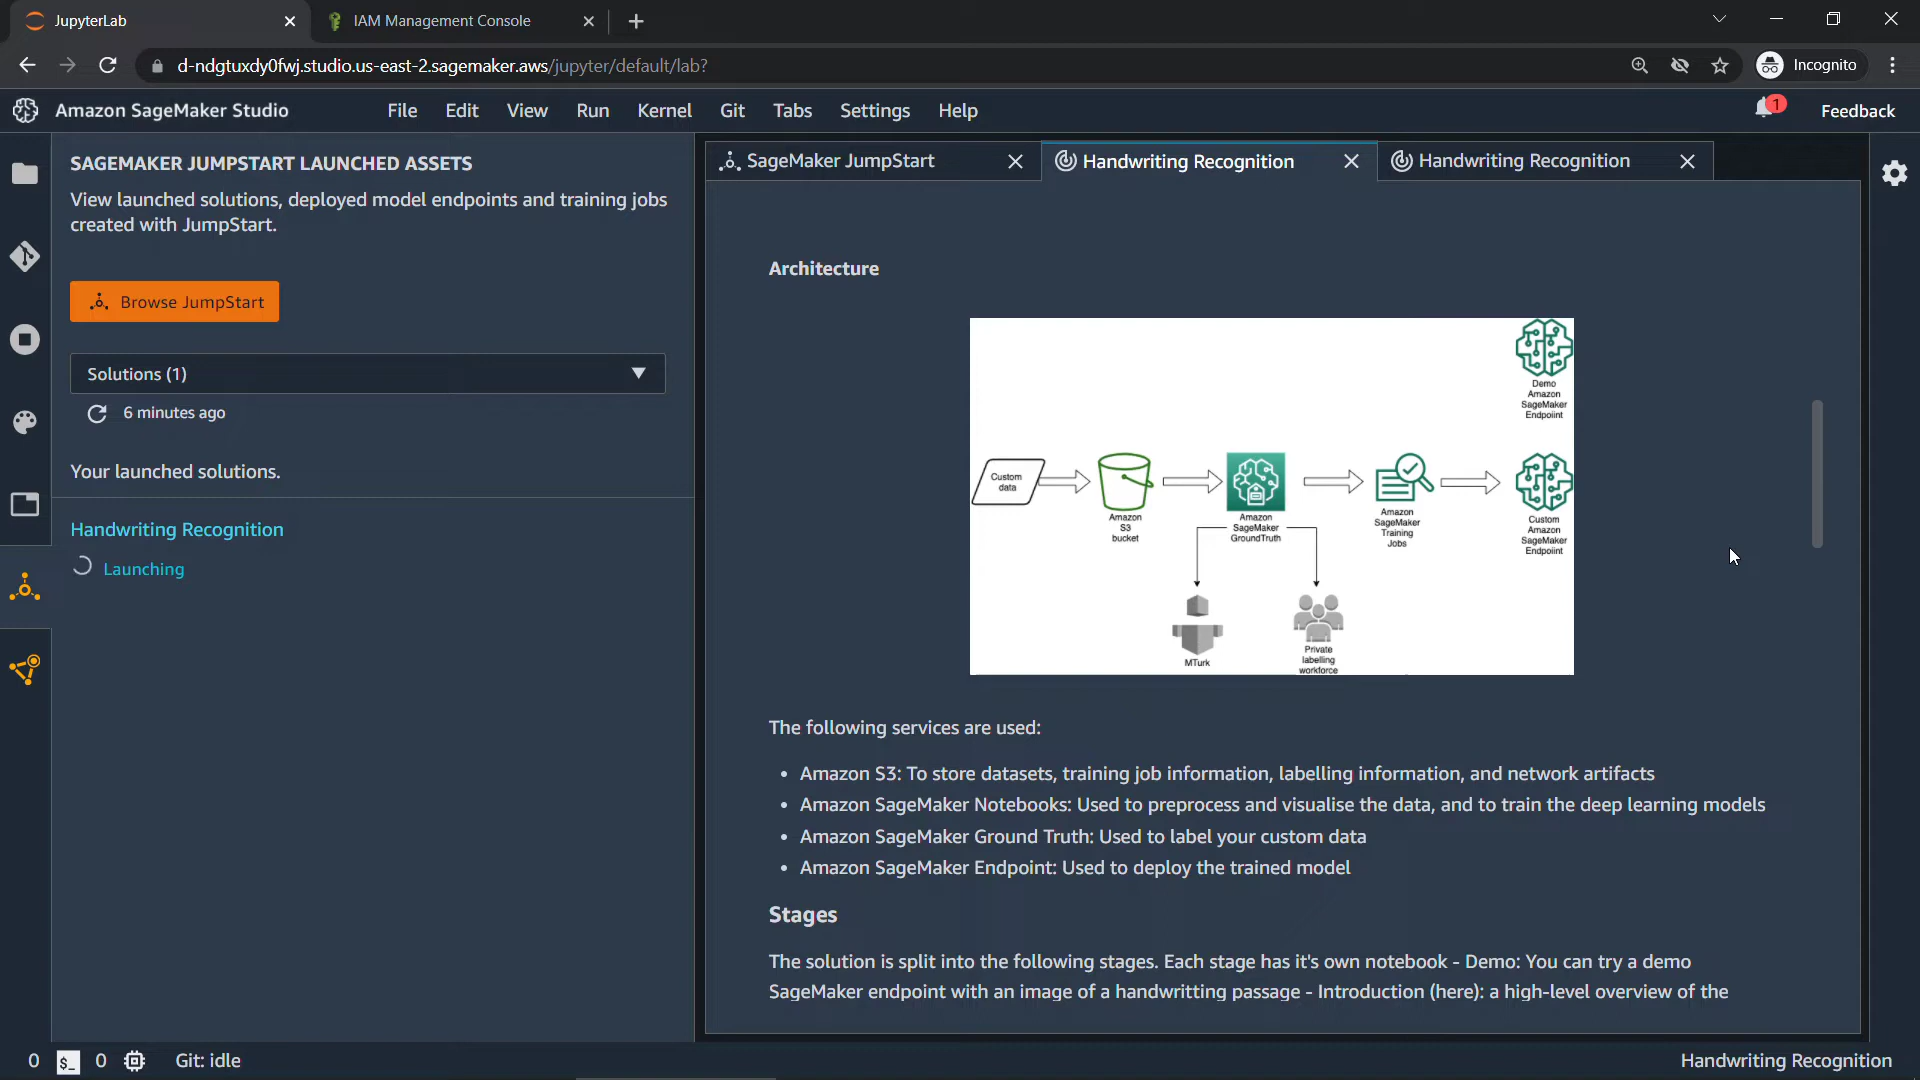 JupyterLab
IAM Management Console
d-ndgtuxdy0fwj.studio.us-east-2.sagemaker.aws/jupyter/default/lab?
Incognito
Amazon SageMaker Studio
File Edit View Run Kernel Git Tabs Settings Help
1
Feedback
SAGEMAKER JUMPSTART LAUNCHED ASSETS
View launched solutions, deployed model endpoints and training jobs
created with JumpStart.
Browse JumpStart
Solutions (1)
6 minutes ago
Your launched solutions.
Handwriting Recognition
Launching
SageMaker JumpStart
Handwriting Recognition
Handwriting Recognition
Architecture
Demo
Amazon
SageMaker
Endpoint
Custom
data
Amazon
S3
bucket
Amazon
SageMaker
GroundTruth
Amazon
SageMaker
Training
Jobs
Custom
Amazon
SageMaker
Endpoint
MTurk
Private
labelling
workforce
The following services are used:
• Amazon S3: To store datasets, training job information, labelling information, and network artifacts
• Amazon SageMaker Notebooks: Used to preprocess and visualise the data, and to train the deep learning models
• Amazon SageMaker Ground Truth: Used to label your custom data
• Amazon SageMaker Endpoint: Used to deploy the trained model
Stages
The solution is split into the following stages. Each stage has it's own notebook - Demo: You can try a demo
SageMaker endpoint with an image of a handwritting passage - Introduction (here): a high-level overview of the
0 $_ 0 Git: idle
Handwriting Recognition